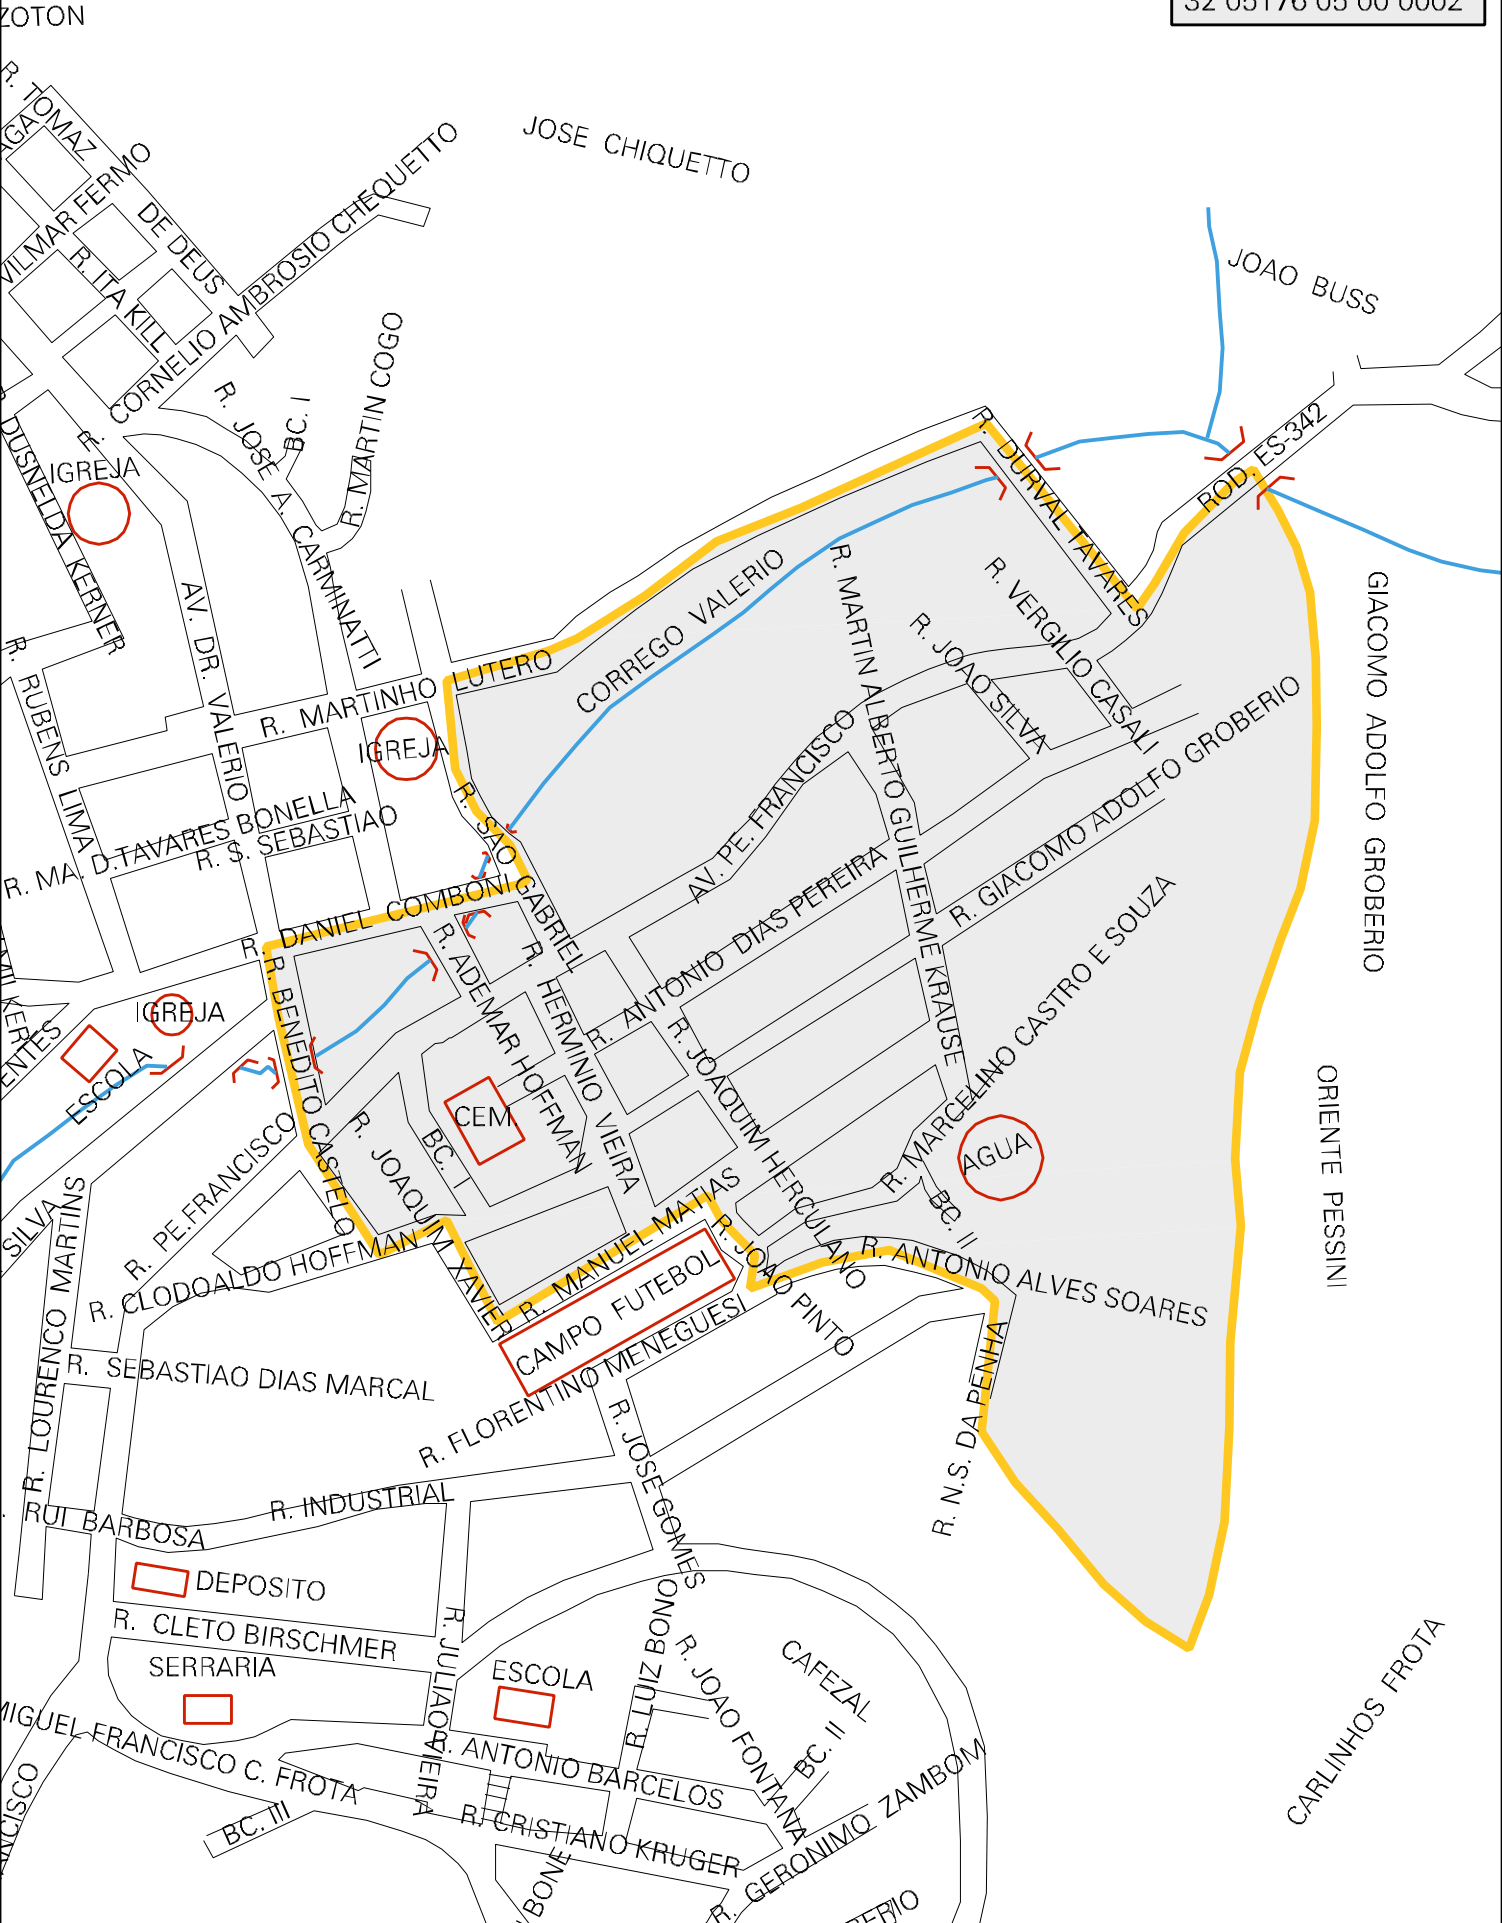 ZOTON
32 05176 05 00 0002
R. TOMAZ
DE DEUS
JOSE CHIQUETTO
VILMAR FERMO
R. ITA KILL
R. CORNELIO AMBROSIO CHEQUETTO
JOAO BUSS
R. MARTIN COGO
BC. I
R. JOSE A. CARMINATTI
IGREJA
DUSNELDA KERNER
R. DURVAL TAVARES
ROD. ES-342
AV. DR. VALERIO
R. RUBENS LIMA
CORREGO VALERIO
R. MARTINHO LUTERO
R. MARTIN ALBERTO GUILHERME KRAUSE
R. VERGILIO CASALI
R. JOAO SILVA
GIACOMO ADOLFO GROBERIO
IGREJA
R. MA. D.TAVARES BONELLA
R. S. SEBASTIAO
R. SAO GABRIEL
AV. PE. FRANCISCO
R. GIACOMO ADOLFO GROBERIO
R. ANTONIO DIAS PEREIRA
R. DANIEL COMBONI
R. BENEDITO CASTELO
R. ADEMAR HOFFMAN
R. HERMINIO VIEIRA
R. JOAQUIM HERCULANO
R. MARCELINO CASTRO E SOUZA
IGREJA
ESCOLA
ENTES
CEM
BC. I
R. JOAQUIM XAVIER
AGUA
BC. II
ORIENTE PESSINI
R. PE.FRANCISCO
SILVA
R. LOURENCO MARTINS
R. CLODOALDO HOFFMAN
R. MANUEL MATIAS
R. JOAO PINTO
R. ANTONIO ALVES SOARES
CAMPO FUTEBOL
R. FLORENTINO MENEGUESI
R. SEBASTIAO DIAS MARCAL
R. N.S. DA PENHA
R. JOSE GOMES
R. INDUSTRIAL
RUI BARBOSA
DEPOSITO
R. CLETO BIRSCHMER
SERRARIA
R. JULIAO VIEIRA
ESCOLA
R. LUIZ BONO
R. JOAO FONTANA
CAFEZAL
BC. II
CARLINHOS FROTA
MIGUEL FRANCISCO C. FROTA
R. ANTONIO BARCELOS
BC. III
R. CRISTIANO KRUGER
R. GERONIMO ZAMBOM